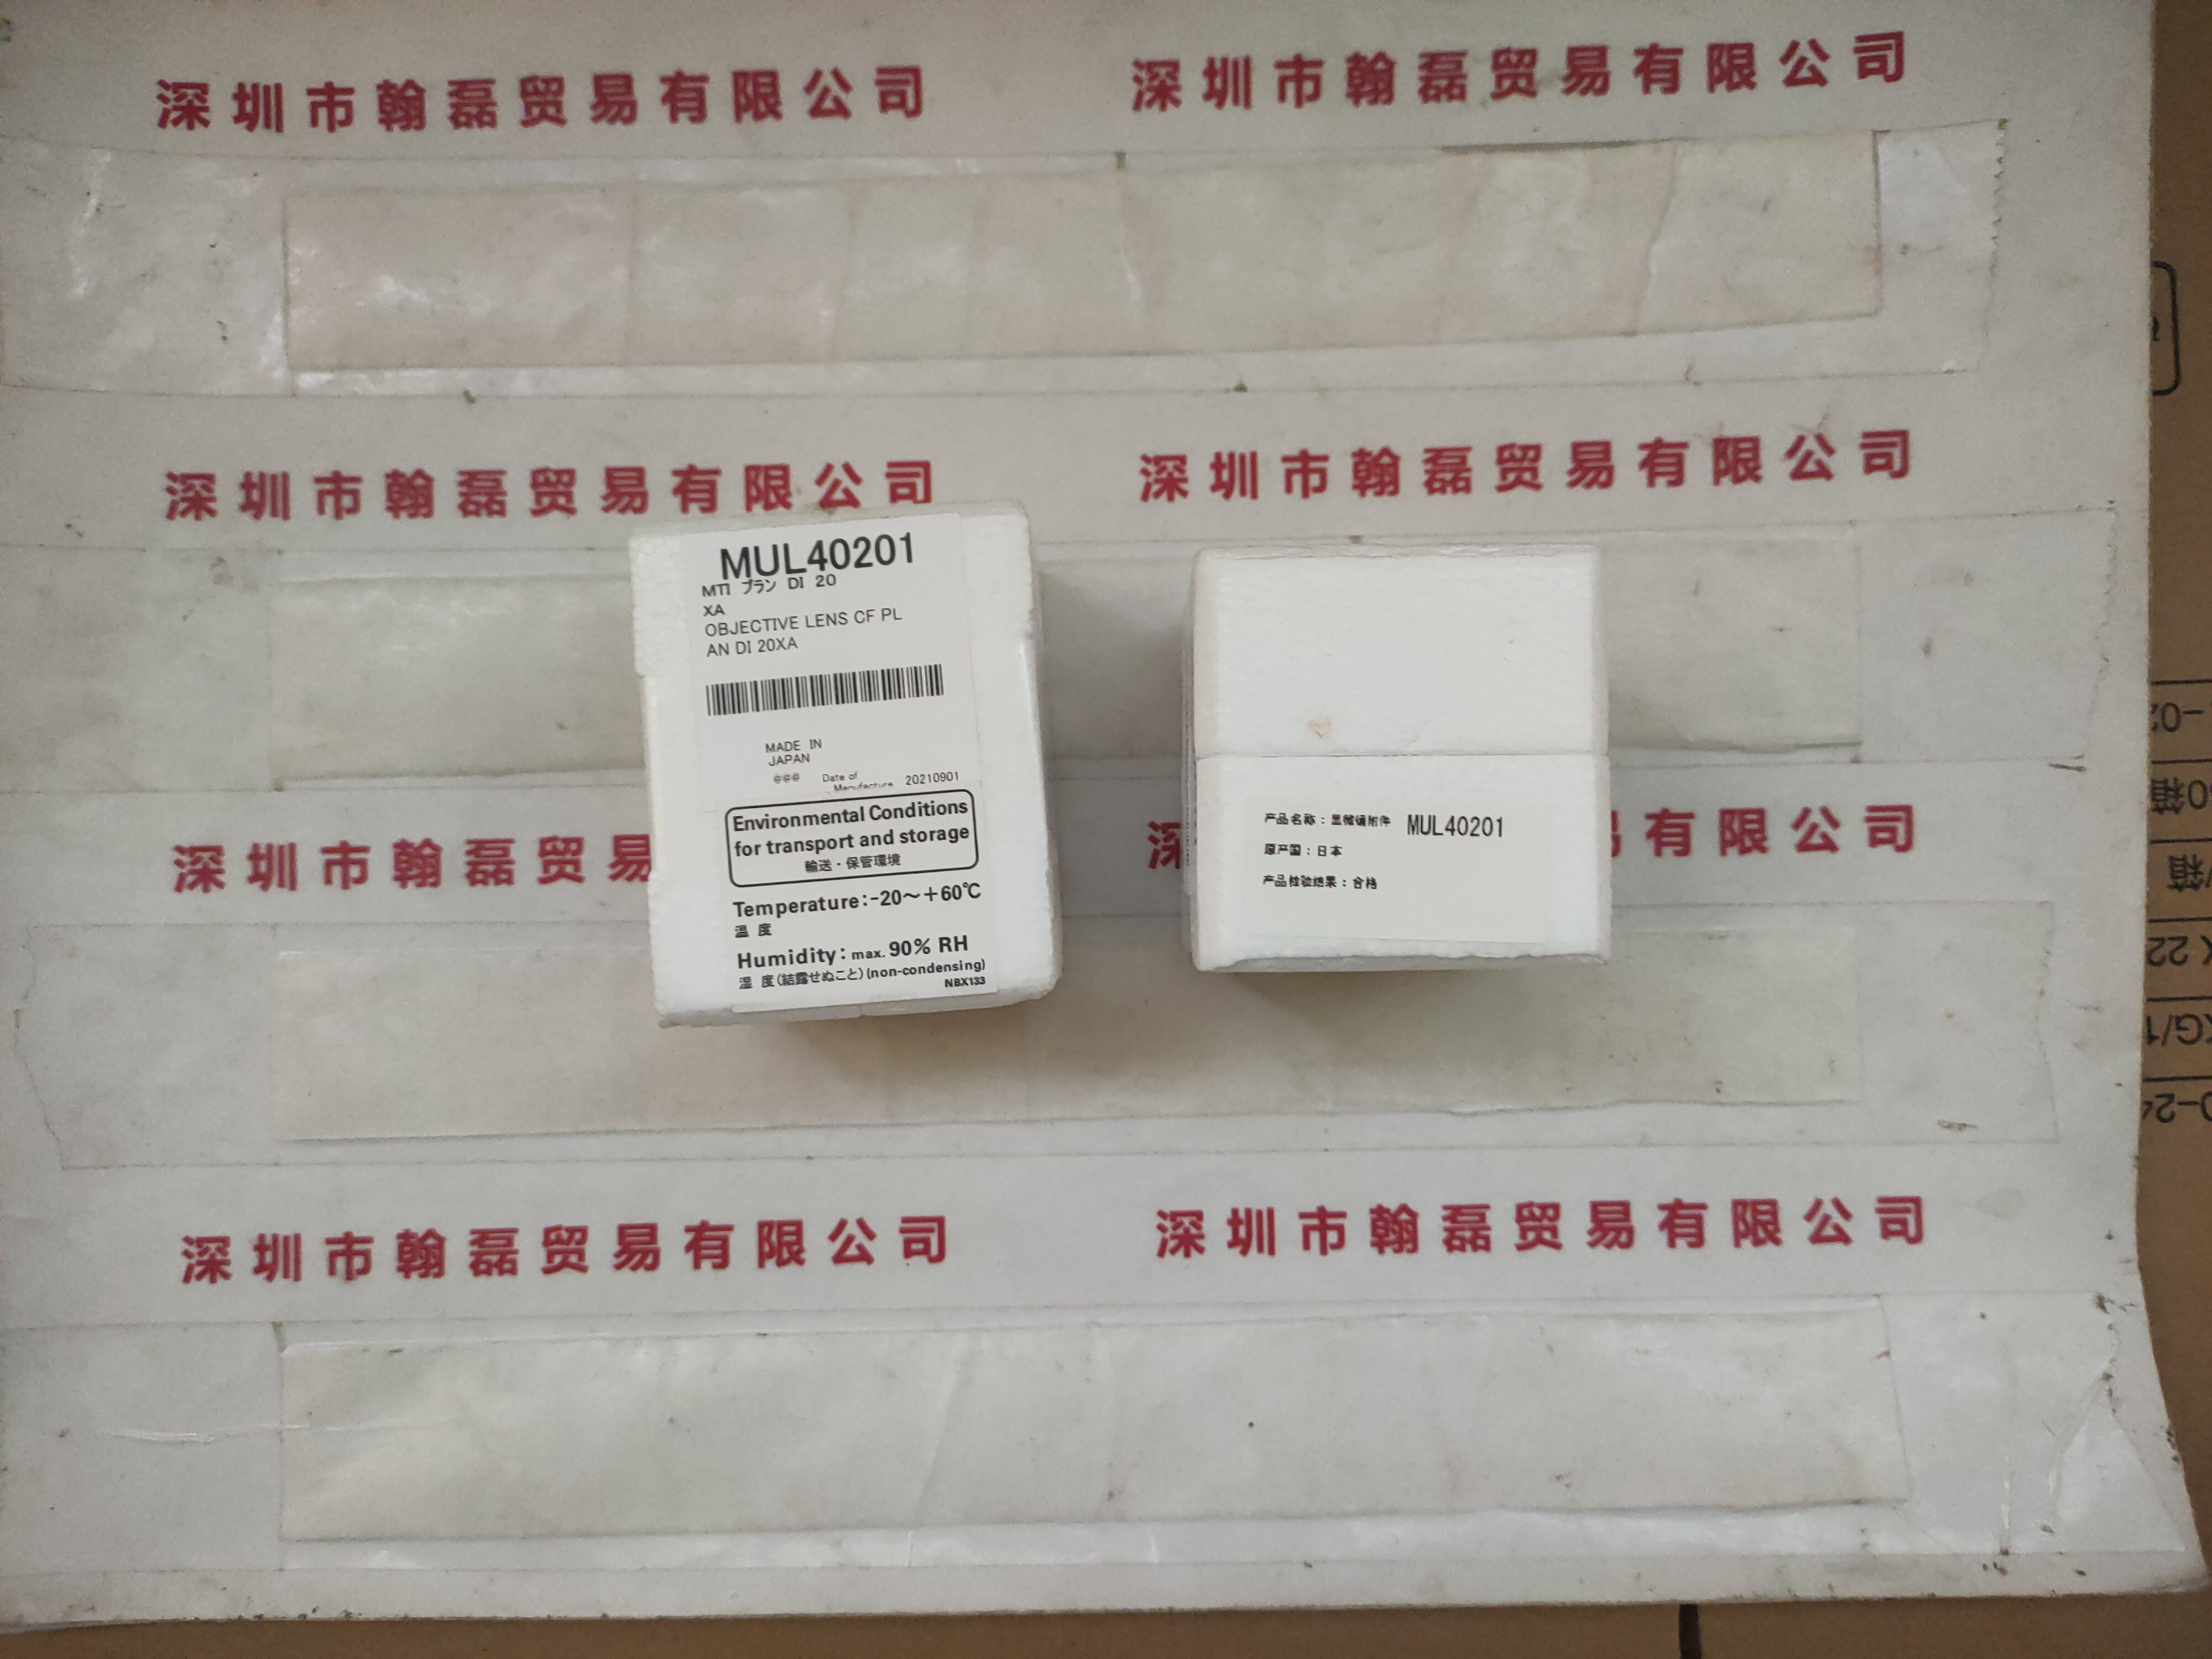 深圳市翰磊贸易有限公司 深圳市翰磊贸易有限公司
深圳市翰磊贸易有限公司 深圳市翰磊贸易有限公司
MUL40201
MTI プラン DI 20
XA
OBJECTIVE LENS CF PL
AN DI 20XA
MADE IN
JAPAN
@@@ Date of
Manufacture 20210901
Environmental Conditions
for transport and storage
輸送・保管環境
Temperature:-20～+60℃
温 度
Humidity: max. 90% RH
湿 度(結露せぬこと)(non-condensing)
NBX133
产品名称：显微镜附件 MUL40201
原产国：日本
产品检验结果：合格
深圳市翰磊贸易 深 易有限公司
深圳市翰磊贸易有限公司 深圳市翰磊贸易有限公司